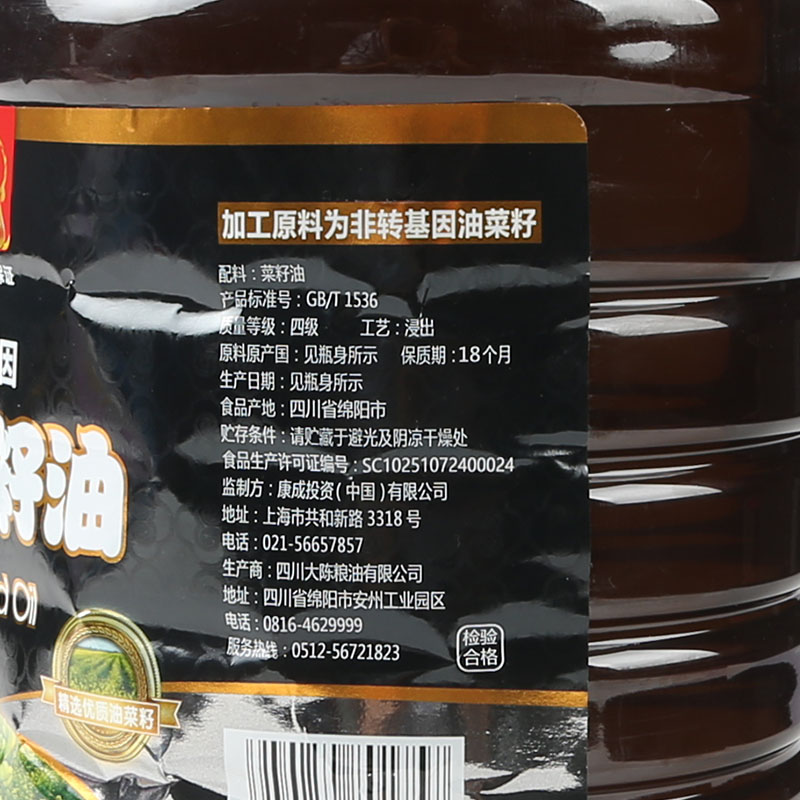 加工原料为非转基因油菜籽
配料：菜籽油
产品标准号：GB/T 1536
质量等级：四级 工艺：浸出
原料原产国：见瓶身所示 保质期：18个月
生产日期：见瓶身所示
食品产地：四川省绵阳市
贮存条件：请贮藏于避光及阴凉干燥处
食品生产许可证编号：SC10251072400024
监制方：康成投资(中国)有限公司
地址：上海市共和新路3318号
电话：021-56657857
生产商：四川大陈粮油有限公司
地址：四川省绵阳市安州工业园区
电话：0816-4629999
服务热线：0512-56721823
检验
合格
证
因
籽油
d Oil
精选优质油菜籽